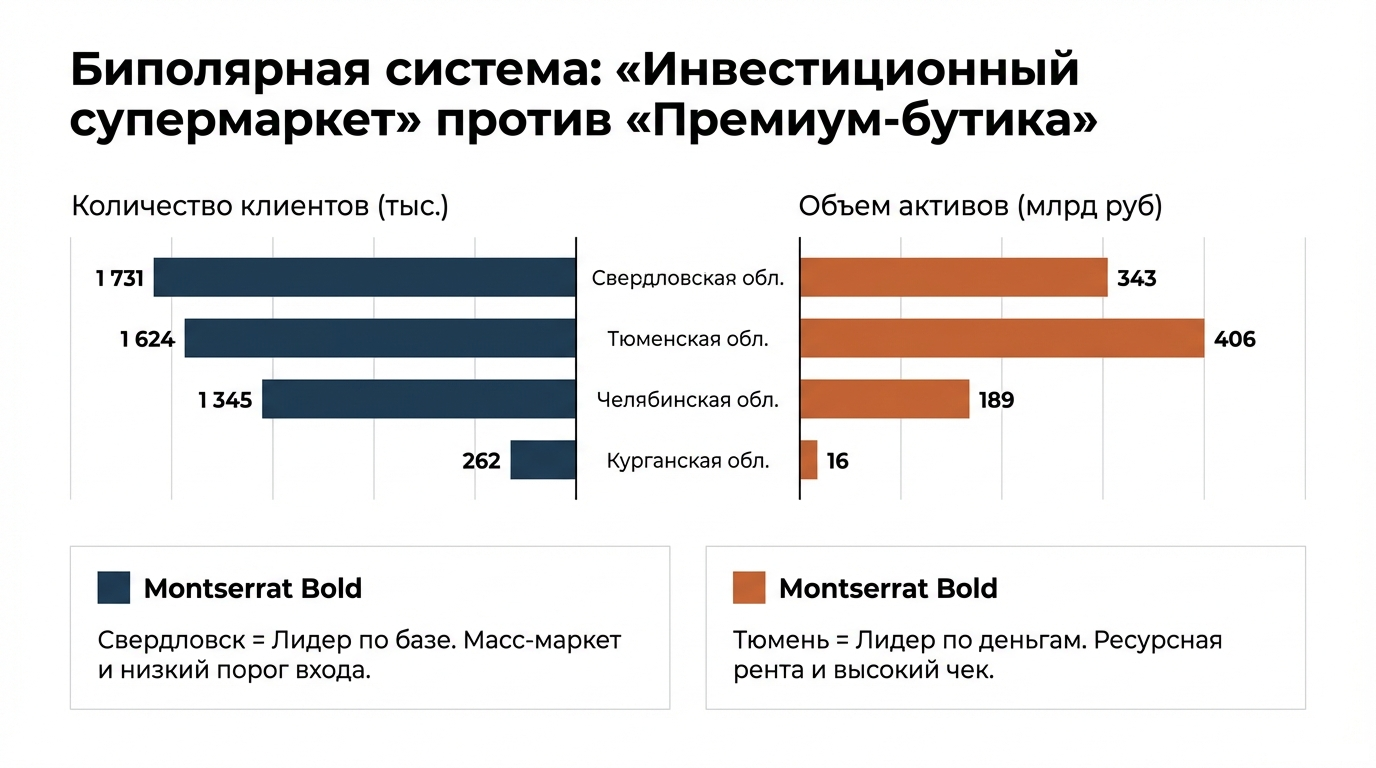 Биполярная система: «Инвестиционный
супермаркет» против «Премиум-бутика»
Количество клиентов (тыс.)
Объем активов (млрд руб)
1 731
Свердловская обл.
343
1 624
Тюменская обл.
406
1 345
Челябинская обл.
189
262
Курганская обл.
16
Montserrat Bold
Свердловск = Лидер по базе. Масс-маркет
и низкий порог входа.
Montserrat Bold
Тюмень = Лидер по деньгам. Ресурсная
рента и высокий чек.